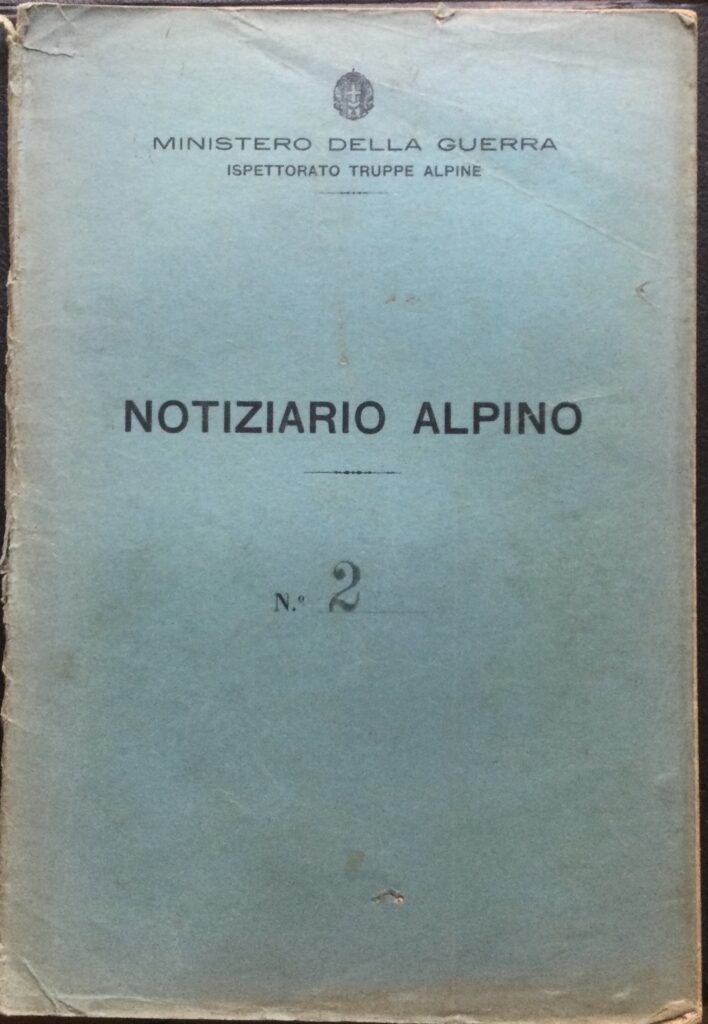 MINISTERO DELLA GUERRA
ISPETTORATO TRUPPE ALPINE
NOTIZIARIO ALPINO
N.º 2